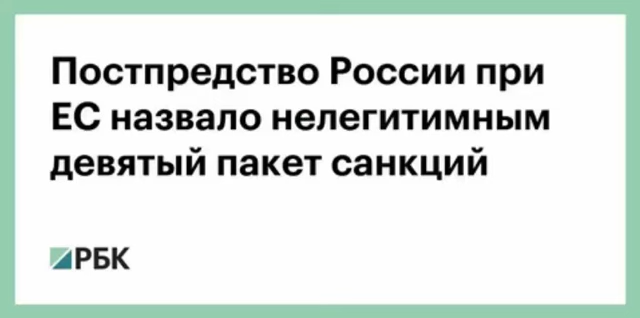 Постпредство России при
ЕС назвало нелегитимным
девятый пакет санкций
РБК